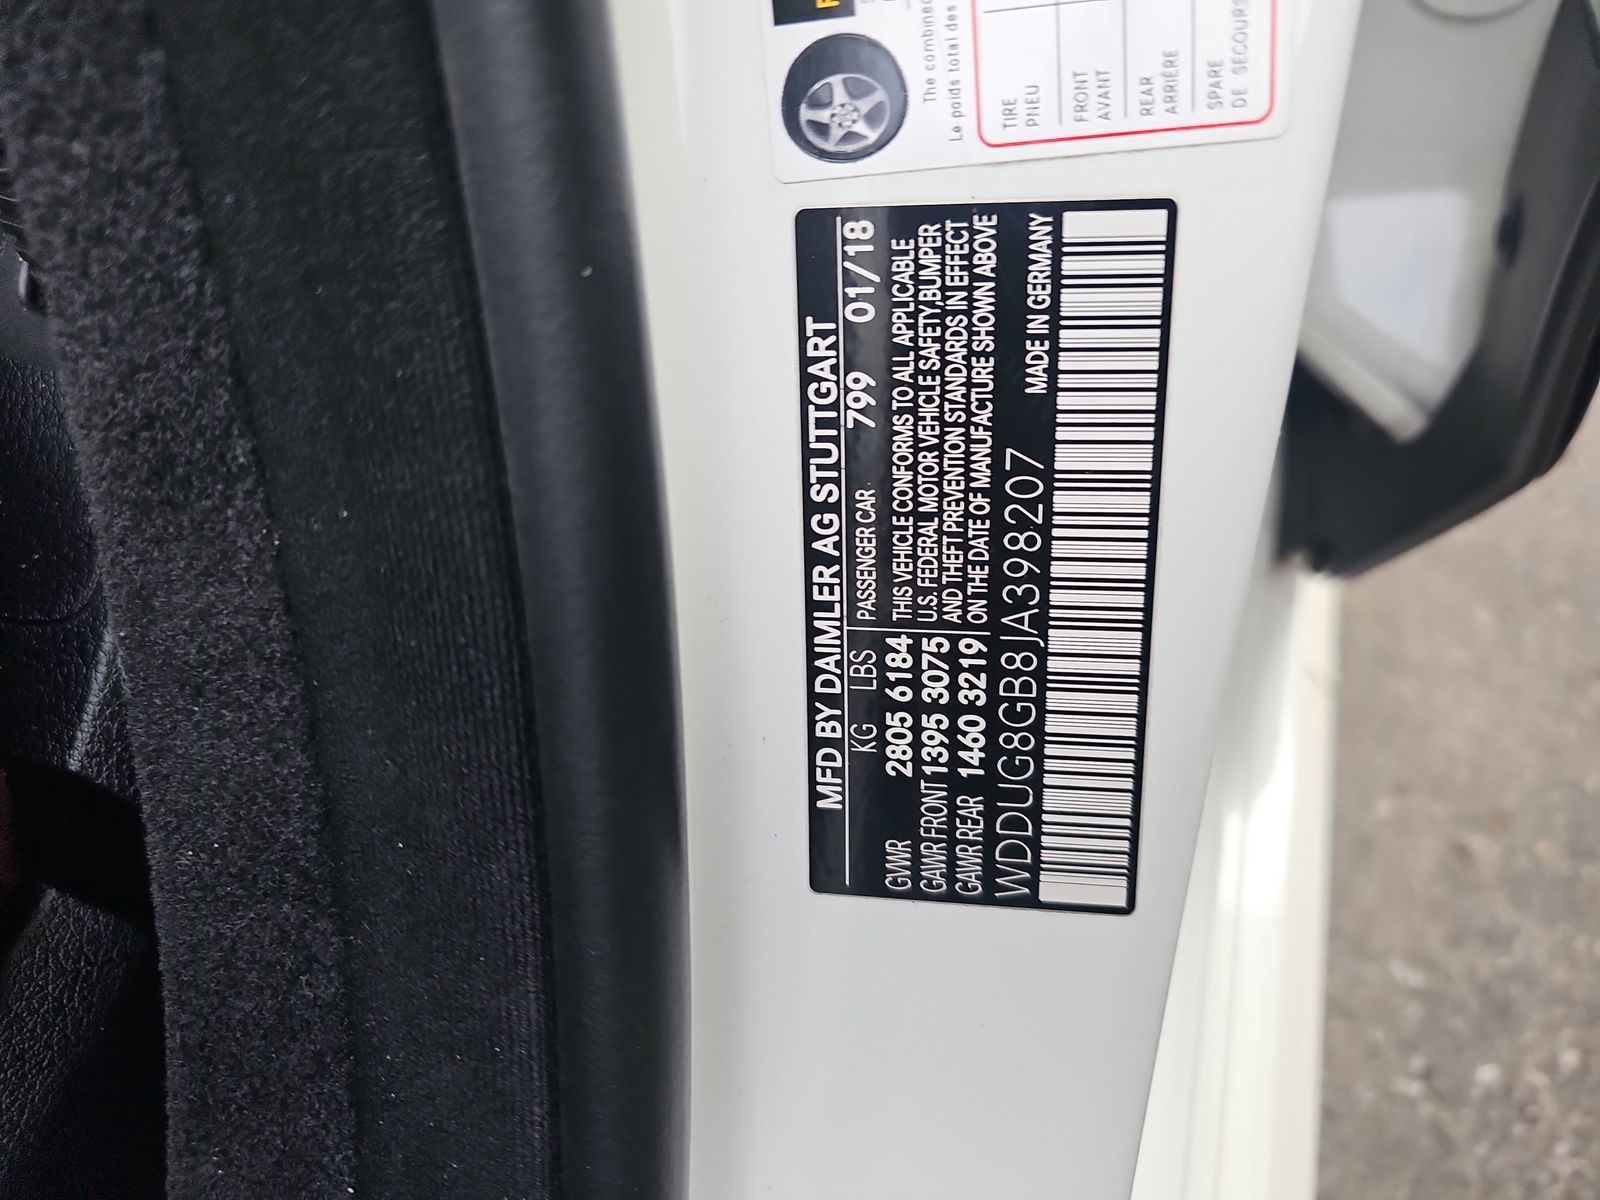 MFD BY DAIMLER AG STUTTGART
KG LBS PASSENGER CAR 799 01/18
GVWR 2805 6184
GAWR FRONT 1395 3075
GAWR REAR 1460 3219
THIS VEHICLE CONFORMS TO ALL APPLICABLE
U.S. FEDERAL MOTOR VEHICLE SAFETY,BUMPER
AND THEFT PREVENTION STANDARDS IN EFFECT
ON THE DATE OF MANUFACTURE SHOWN ABOVE
WDDUG8GB8JA398207 MADE IN GERMANY
The combined
Le poids total des
TIRE
PNEU
FRONT
AVANT
REAR
ARRIÈRE
SPARE
DE SECOURS